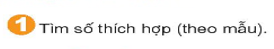 1 Tìm số thích hợp (theo mẫu).